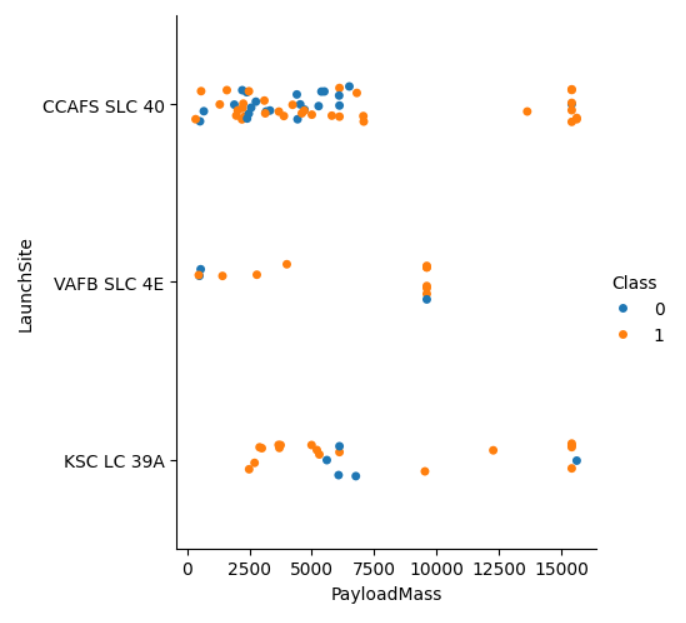 CCAFS SLC 40
VAFB SLC 4E
KSC LC 39A
LaunchSite
0 2500 5000 7500 10000 12500 15000
PayloadMass
Class
0
1